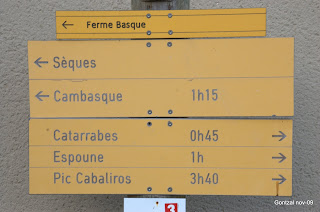 ← Ferme Basque
← Sèques
← Cambasque 1h15
Catarrabes 0h45 →
Espoune 1h →
Pic Cabaliros 3h40 →
3
Gontzal nov-09